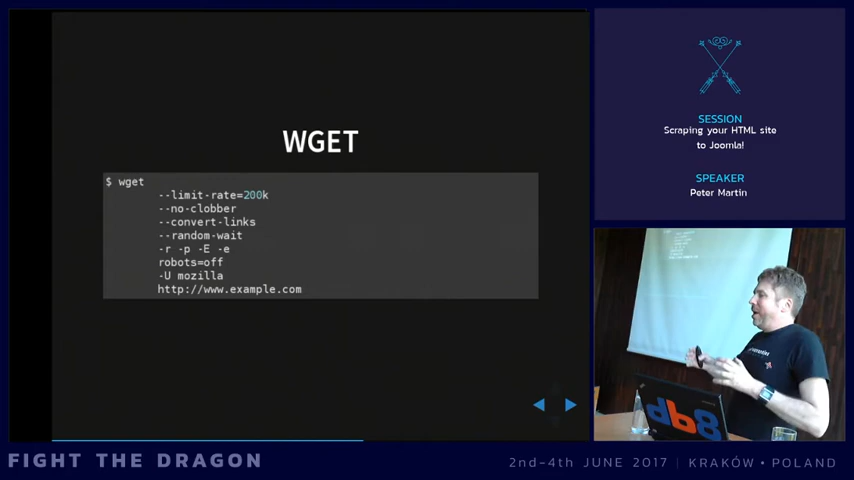 WGET
$ wget
--limit-rate=200k
--no-clobber
--convert-links
--random-wait
-r -p -E -e
robots=off
-U mozilla
http://www.example.com
SESSION
Scraping your HTML site
to Joomla!
SPEAKER
Peter Martin
db8
FIGHT THE DRAGON
2nd-4th JUNE 2017 | KRAKÓW • POLAND